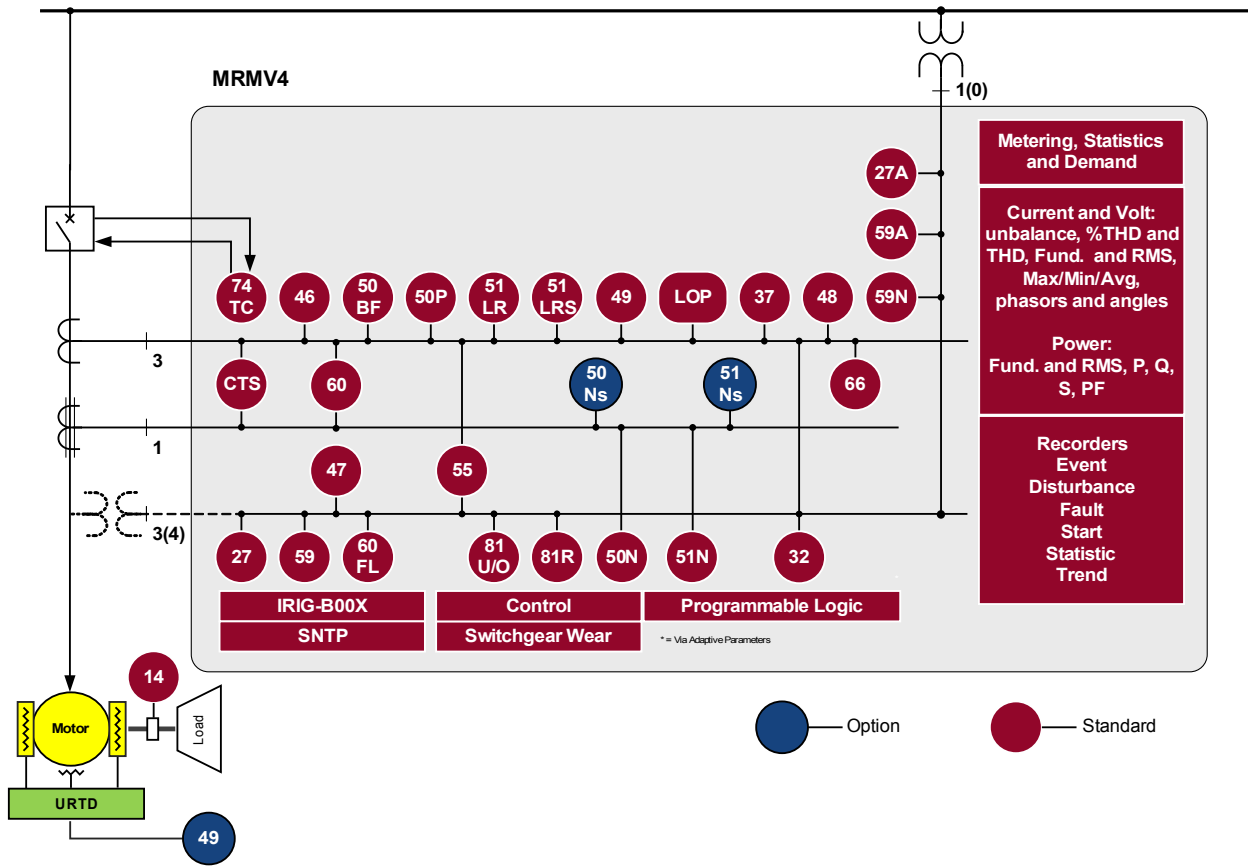 MRMV4
1(0)
27A
59A
59N
74
TC
46
50
BF
50P
51
LR
51
LRS
49
LOP
37
48
3
CTS
60
50
Ns
51
Ns
66
1
47
55
3(4)
27
59
60
FL
81
U/O
81R
50N
51N
32
IRIG-B00X
SNTP
Control
Switchgear Wear
Programmable Logic
* = Via Adaptive Parameters
Metering, Statistics
and Demand
Current and Volt:
unbalance, %THD and
THD, Fund. and RMS,
Max/Min/Avg,
phasors and angles
Power:
Fund. and RMS, P, Q,
S, PF
Recorders
Event
Disturbance
Fault
Start
Statistic
Trend
14
Motor
Load
URTD
49
Option
Standard